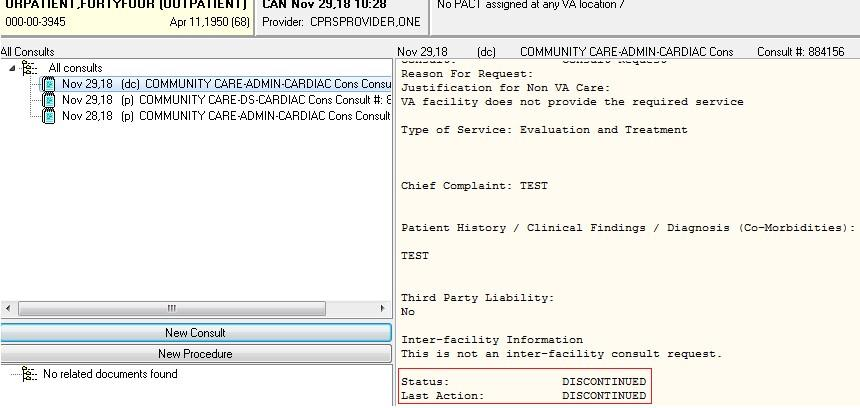 ORPATIENT,FORTYFOUR (OUTPATIENT)
000-00-3945 Apr 11,1950 (68)
CAN Nov 29,18 10:28
Provider: CPRSPROVIDER,ONE
No PACT assigned at any VA location /
All Consults
All consults
Nov 29,18 (dc) COMMUNITY CARE-ADMIN-CARDIAC Cons Consu
Nov 29,18 (p) COMMUNITY CARE-DS-CARDIAC Cons Consult #: 8
Nov 28,18 (p) COMMUNITY CARE-ADMIN-CARDIAC Cons Consult
New Consult
New Procedure
No related documents found
Nov 29,18 (dc) COMMUNITY CARE-ADMIN-CARDIAC Cons Consult #: 884156
Reason For Request:
Justification for Non VA Care:
VA facility does not provide the required service
Type of Service: Evaluation and Treatment
Chief Complaint: TEST
Patient History / Clinical Findings / Diagnosis (Co-Morbidities):
TEST
Third Party Liability:
No
Inter-facility Information
This is not an inter-facility consult request.
Status: DISCONTINUED
Last Action: DISCONTINUED